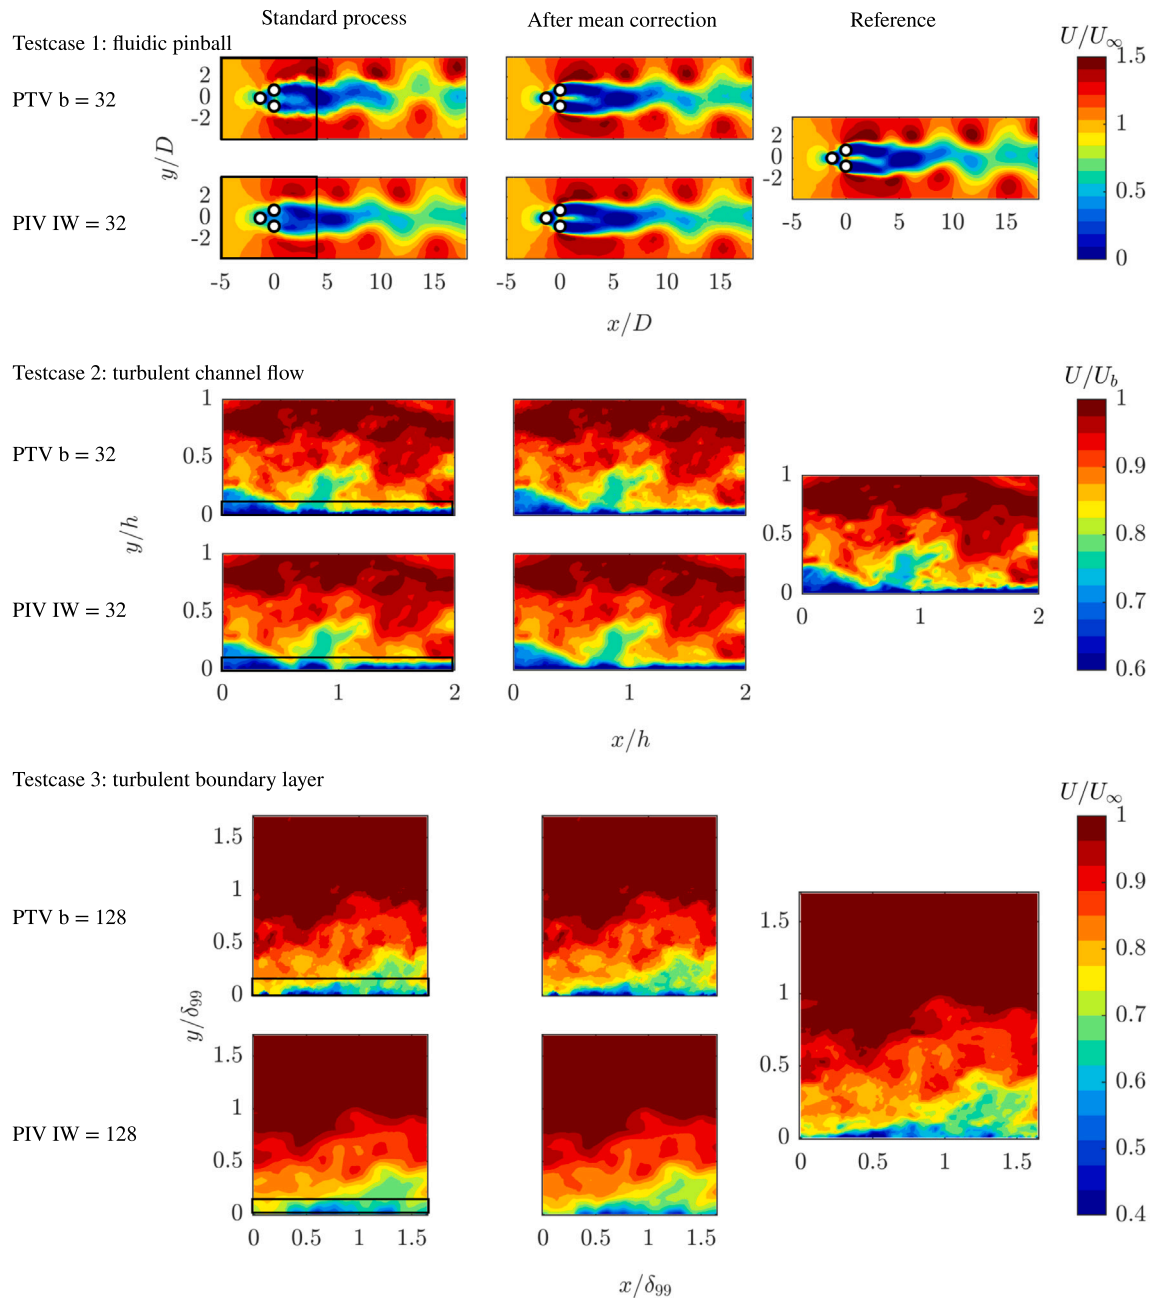 Standard process After mean correction Reference
Testcase 1: fluidic pinball
U/U∞
PTV b = 32
2
0
-2
1.5
1
0.5
0
y/D
2
0
-2
-5 0 5 10 15
PIV IW = 32
2
0
-2
-5 0 5 10 15 -5 0 5 10 15
x/D
Testcase 2: turbulent channel flow
U/U_b
PTV b = 32
1
0.5
0
1
0.9
0.8
0.7
0.6
y/h
1
0.5
0
0 1 2
PIV IW = 32
1
0.5
0
0 1 2 0 1 2
x/h
Testcase 3: turbulent boundary layer
U/U∞
PTV b = 128
1.5
1
0.5
0
1
0.9
0.8
0.7
0.6
0.5
0.4
y/δ99
1.5
1
0.5
0
0 0.5 1 1.5
PIV IW = 128
1.5
1
0.5
0
0 0.5 1 1.5 0 0.5 1 1.5
x/δ99